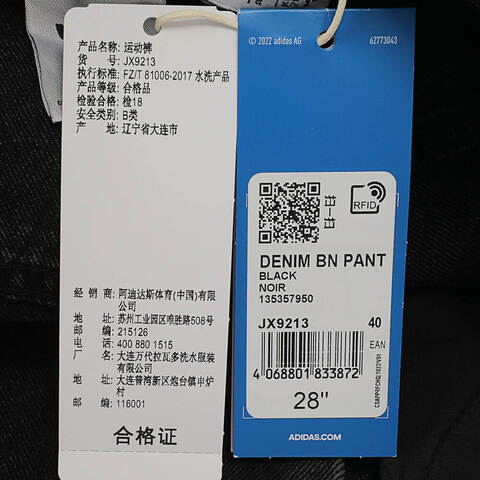 产品名称: 运动裤
货 号: JX9213
执行标准: FZ/T 81006-2017 水洗产品
产品等级: 合格品
检验合格: 检18
安全类别: B类
产 地: 辽宁省大连市
经 销 商: 阿迪达斯体育(中国)有限公司
地 址: 苏州工业园区唯胜路508号
邮 编: 215126
电 话: 400 880 1515
厂 名: 大连万代拉瓦多洗水服装有限公司
地 址: 大连普湾新区炮台镇申炉村
邮 编: 116001
合格证
© 2022 adidas AG
62773043
RFID
DENIM BN PANT
BLACK
NOIR
135357950
JX9213
40
EAN
4 068801 833872
28"
ADIDAS.COM